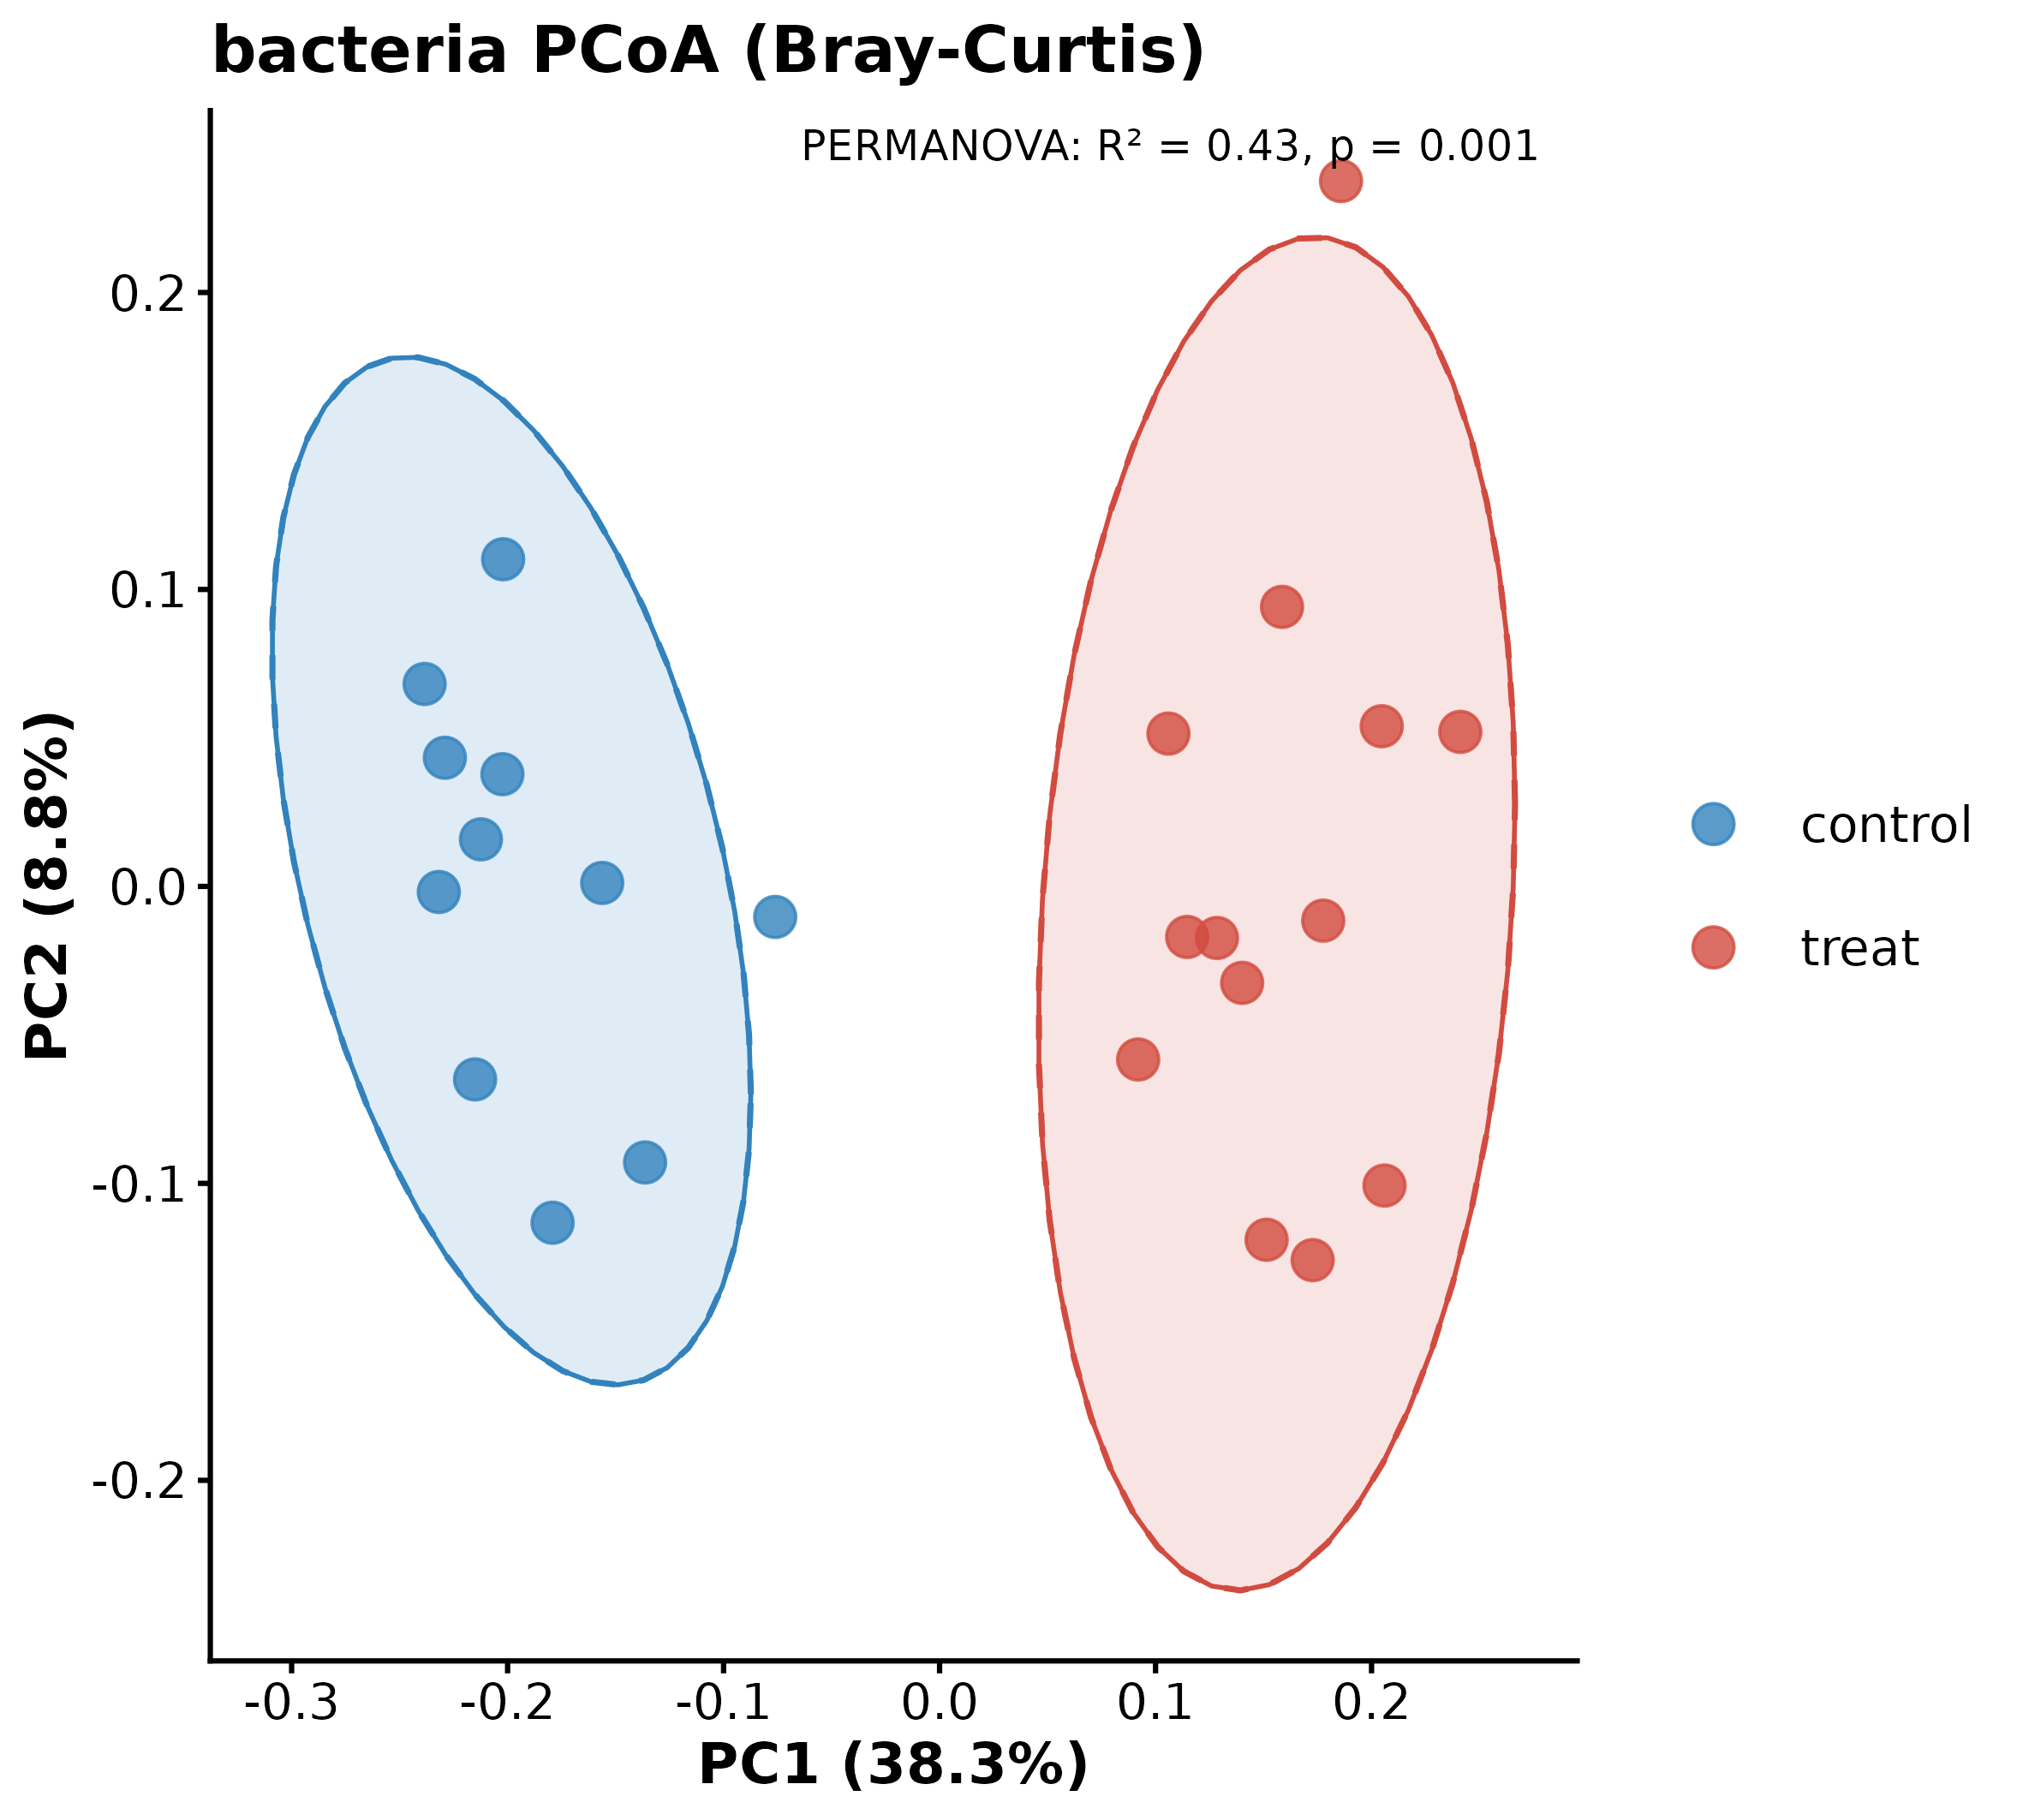 bacteria PCoA (Bray-Curtis)
PERMANOVA: R² = 0.43, p = 0.001
0.2
0.1
0.0
-0.1
-0.2
PC2 (8.8%)
control
treat
-0.3 -0.2 -0.1 0.0 0.1 0.2
PC1 (38.3%)